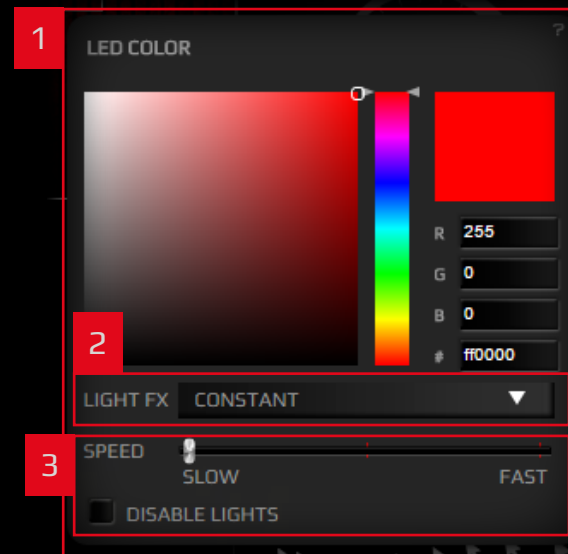 1
?
LED COLOR
R 255
G 0
B 0
# ff0000
2
LIGHT FX CONSTANT
3
SPEED
SLOW FAST
DISABLE LIGHTS